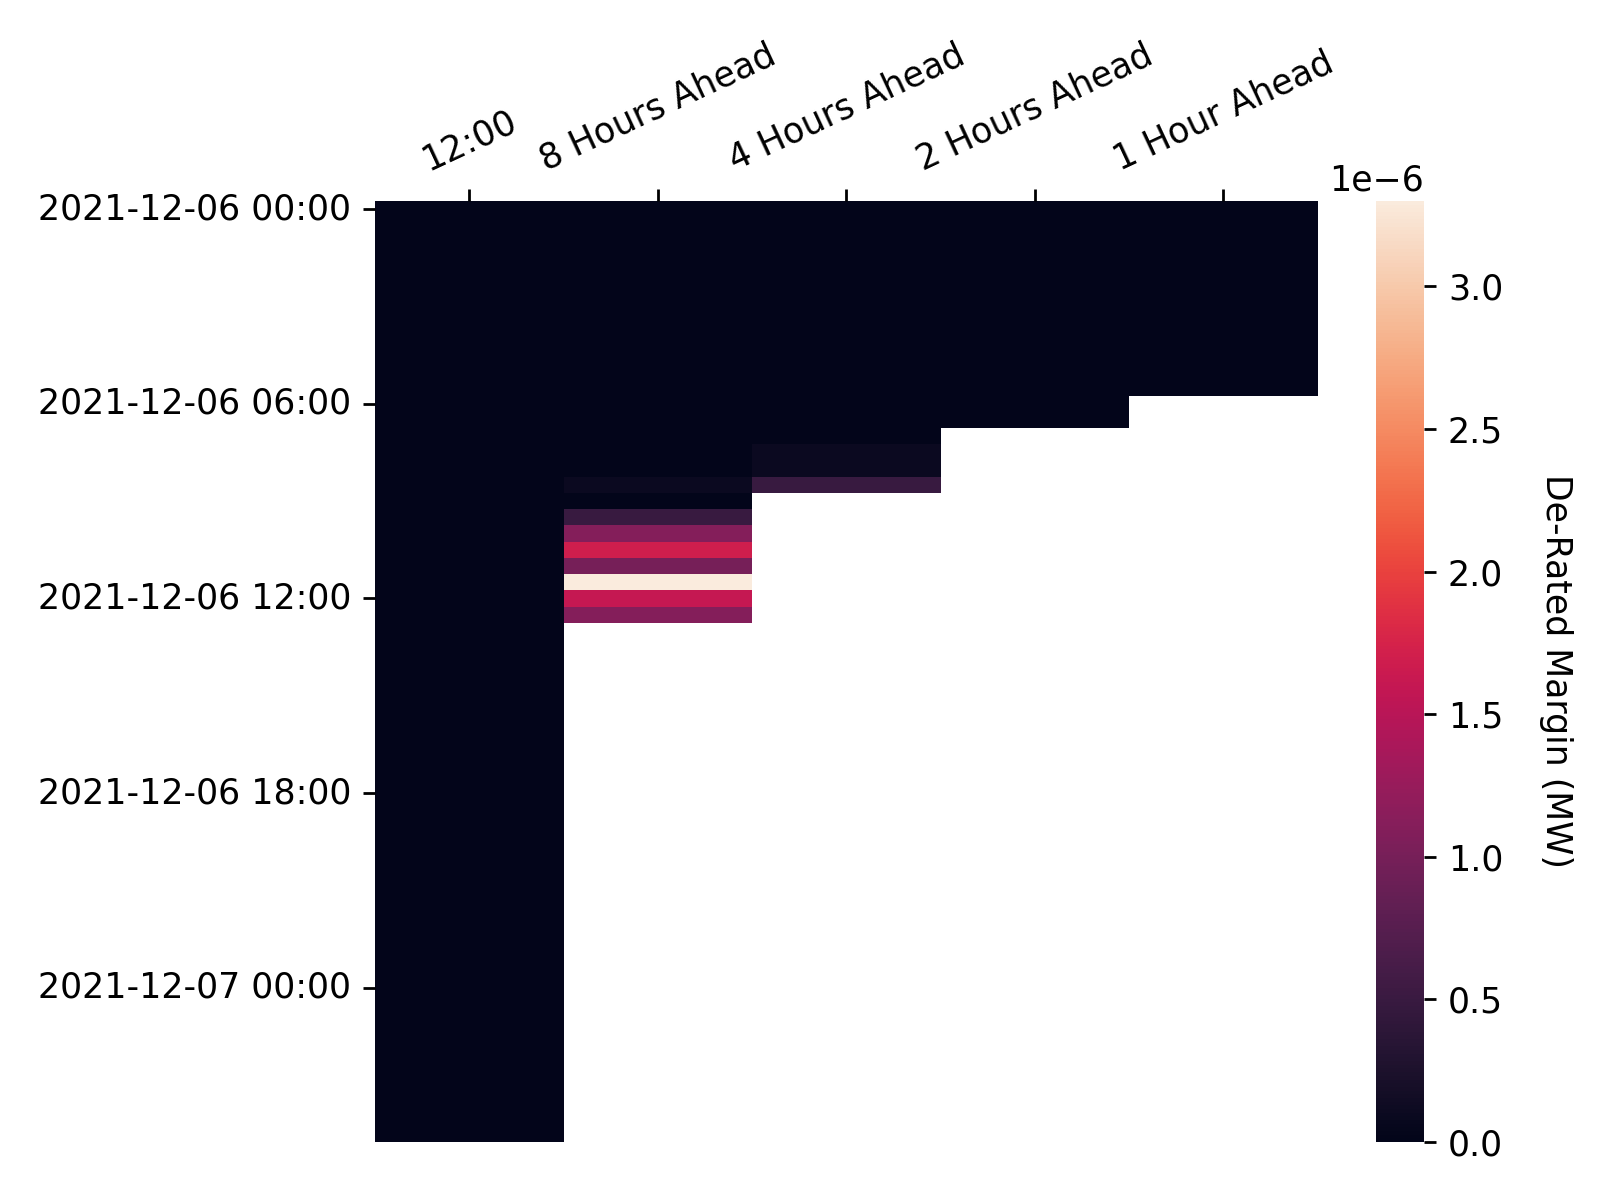 12:00
8 Hours Ahead
4 Hours Ahead
2 Hours Ahead
1 Hour Ahead
1e−6
2021-12-06 00:00
2021-12-06 06:00
2021-12-06 12:00
2021-12-06 18:00
2021-12-07 00:00
3.0
2.5
2.0
1.5
1.0
0.5
0.0
De-Rated Margin (MW)